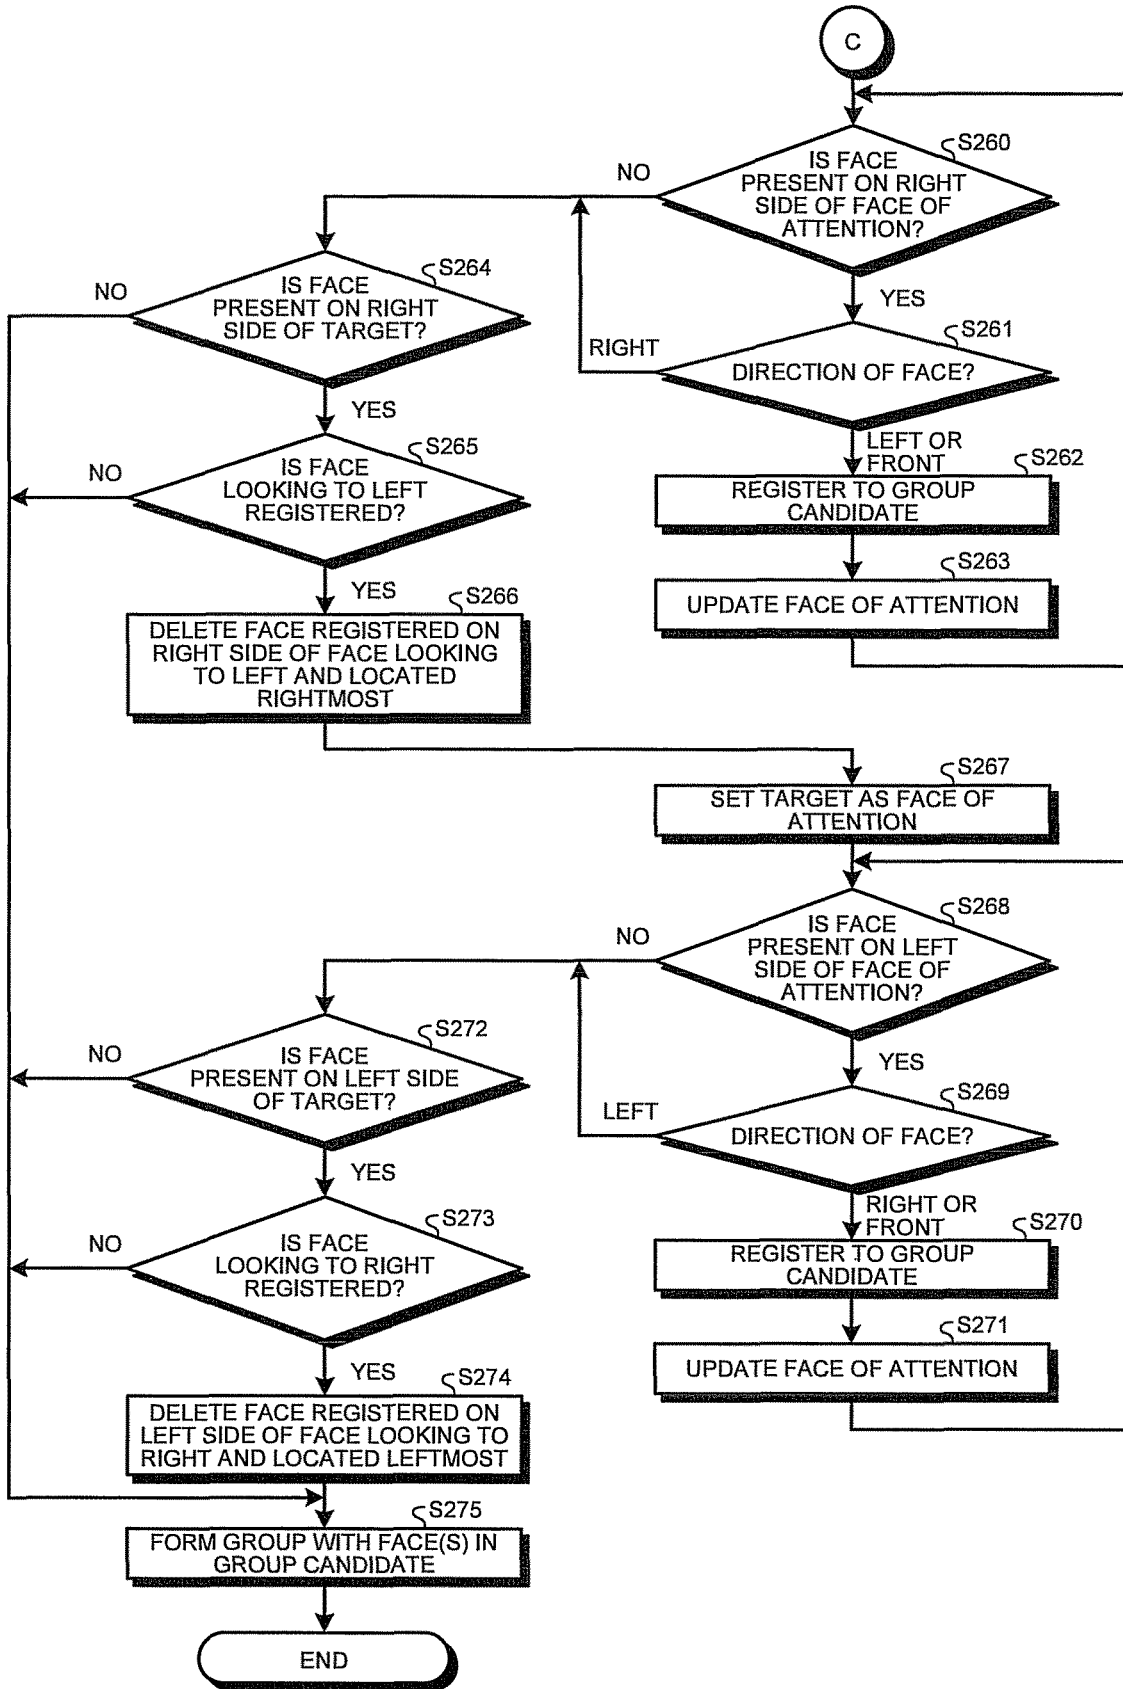 C
S260
IS FACE
PRESENT ON RIGHT
SIDE OF FACE OF
ATTENTION?
NO
YES
S264
IS FACE
PRESENT ON RIGHT
SIDE OF TARGET?
NO
YES
S261
DIRECTION OF FACE?
RIGHT
LEFT OR
FRONT
S262
REGISTER TO GROUP
CANDIDATE
S263
UPDATE FACE OF ATTENTION
S265
IS FACE
LOOKING TO LEFT
REGISTERED?
NO
YES
S266
DELETE FACE REGISTERED ON
RIGHT SIDE OF FACE LOOKING
TO LEFT AND LOCATED
RIGHTMOST
S267
SET TARGET AS FACE OF
ATTENTION
S268
IS FACE
PRESENT ON LEFT
SIDE OF FACE OF
ATTENTION?
NO
YES
S272
IS FACE
PRESENT ON LEFT SIDE
OF TARGET?
NO
YES
S269
DIRECTION OF FACE?
LEFT
RIGHT OR
FRONT
S270
REGISTER TO GROUP
CANDIDATE
S271
UPDATE FACE OF ATTENTION
S273
IS FACE
LOOKING TO RIGHT
REGISTERED?
NO
YES
S274
DELETE FACE REGISTERED ON
LEFT SIDE OF FACE LOOKING TO
RIGHT AND LOCATED LEFTMOST
S275
FORM GROUP WITH FACE(S) IN
GROUP CANDIDATE
END